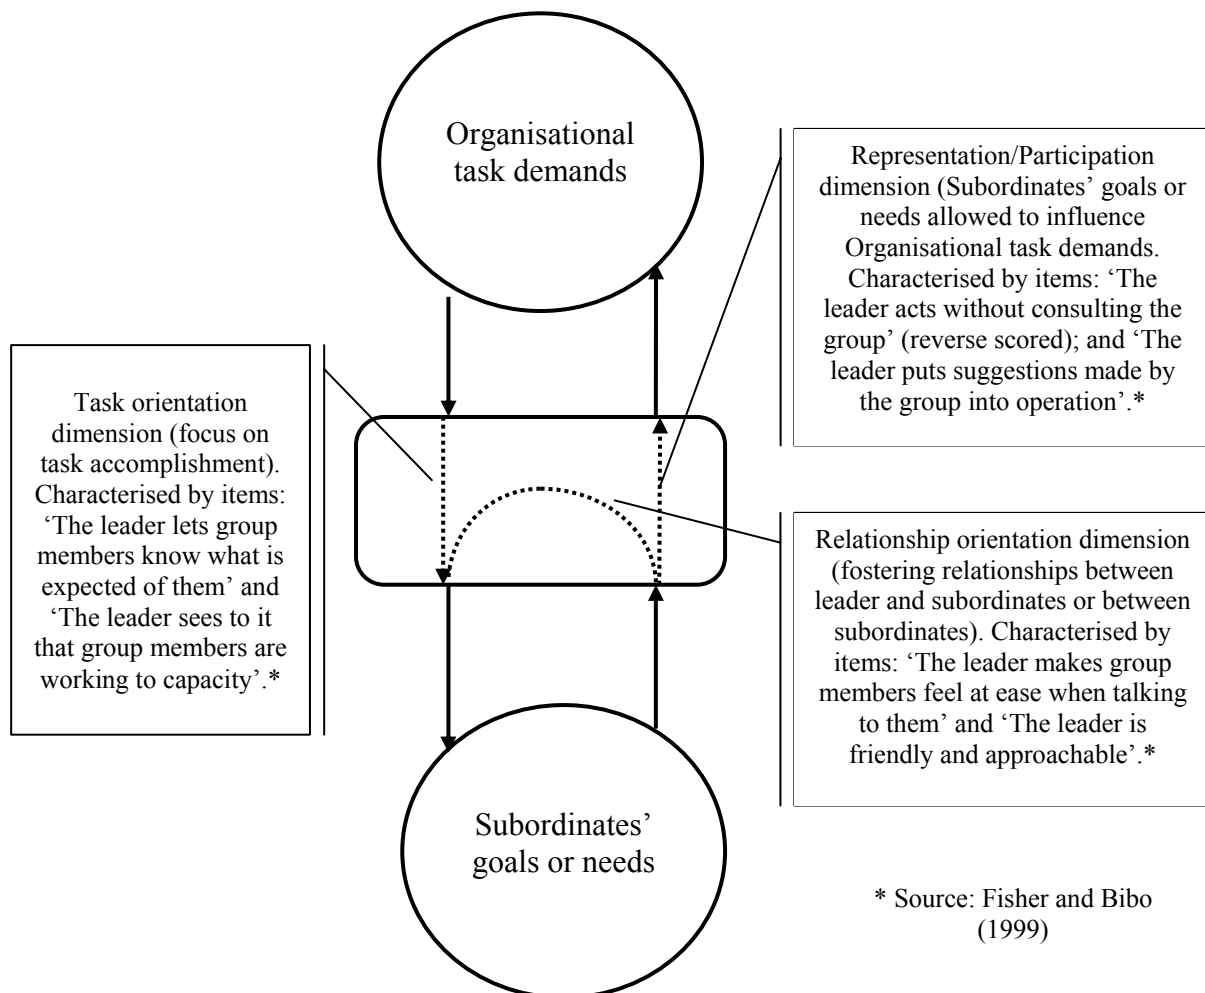 Organisational
task demands
Representation/Participation
dimension (Subordinates’ goals or
needs allowed to influence
Organisational task demands.
Characterised by items: ‘The
leader acts without consulting the
group’ (reverse scored); and ‘The
leader puts suggestions made by
the group into operation’.*
Task orientation
dimension (focus on
task accomplishment).
Characterised by items:
‘The leader lets group
members know what is
expected of them’ and
‘The leader sees to it
that group members are
working to capacity’.*
Relationship orientation dimension
(fostering relationships between
leader and subordinates or between
subordinates). Characterised by
items: ‘The leader makes group
members feel at ease when talking
to them’ and ‘The leader is
friendly and approachable’.*
Subordinates’
goals or needs
* Source: Fisher and Bibo
(1999)